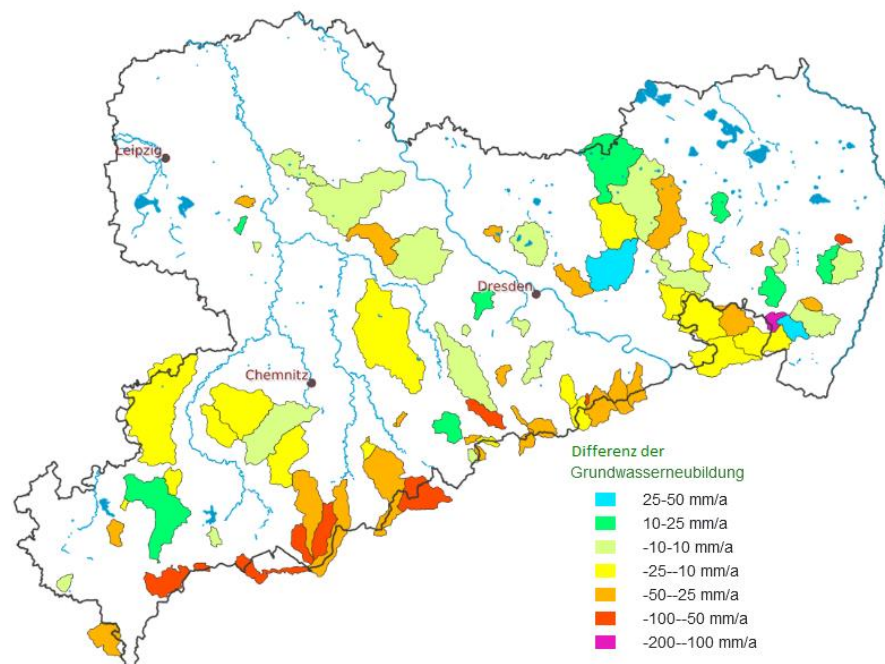 Leipzig
Dresden
Chemnitz
Differenz der
Grundwasserneubildung
25-50 mm/a
10-25 mm/a
-10-10 mm/a
-25--10 mm/a
-50--25 mm/a
-100--50 mm/a
-200--100 mm/a